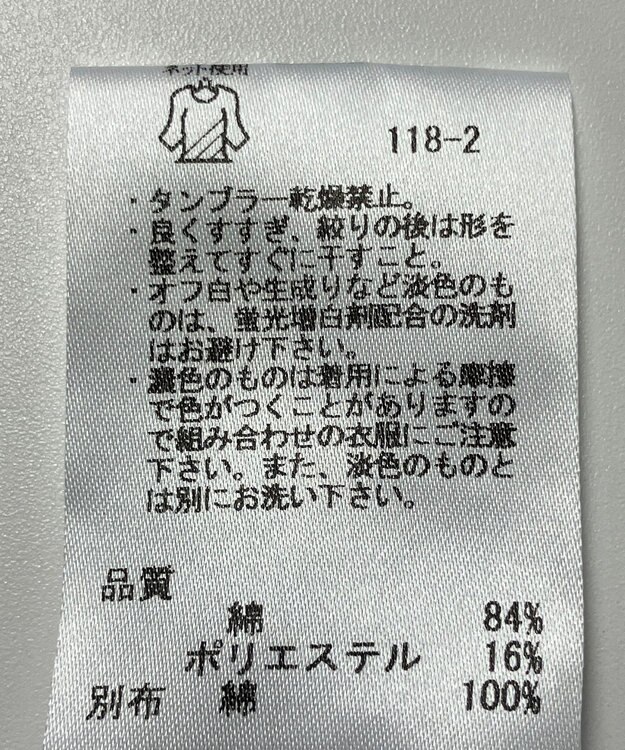 ネット使用
118-2
・タンブラー乾燥禁止。
・良くすすぎ、絞りの後は形を
整えてすぐに干すこと。
・オフ白や生成りなど淡色のも
のは、蛍光増白剤配合の洗剤
はお避け下さい。
・濃色のものは着用による摩擦
で色がつくことがありますの
で組み合わせの衣服にご注意
下さい。また、淡色のものと
は別にお洗い下さい。
品質
綿 84%
ポリエステル 16%
別布 綿 100%